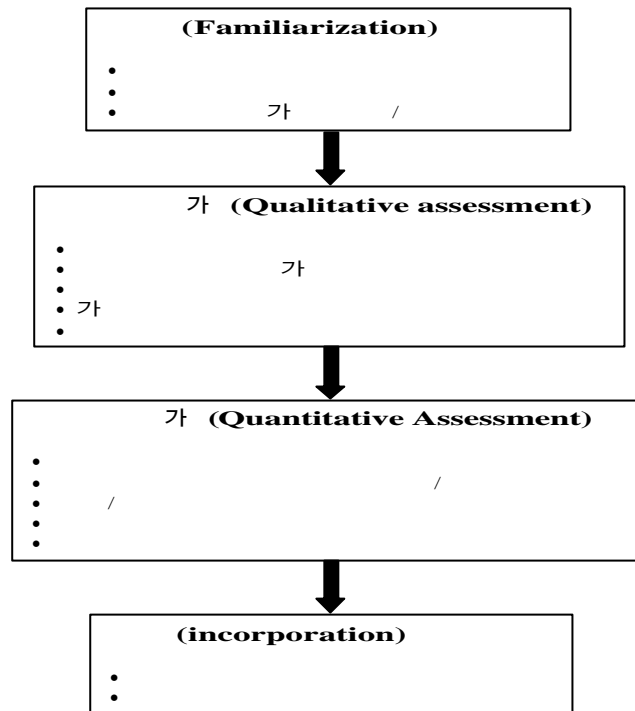 (Familiarization)
•
•
• 가 /
가 (Qualitative assessment)
•
• 가
•
• 가
•
가 (Quantitative Assessment)
•
• /
• /
•
•
(incorporation)
•
•